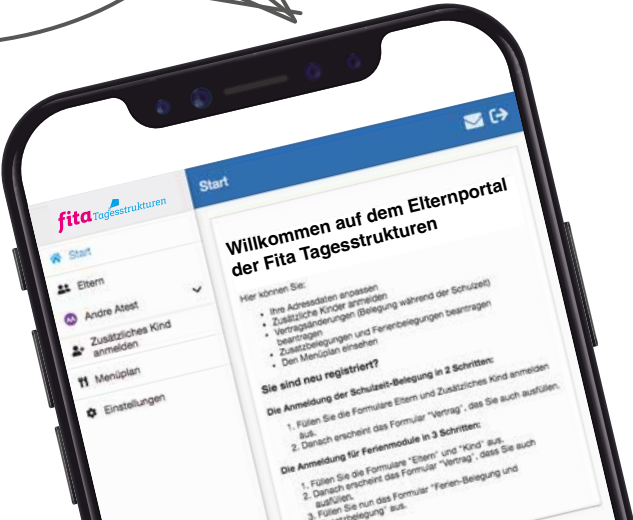 fita Tagesstrukturen
Start
Eltern
Andre Atest
Zusätzliches Kind
anmelden
Menüplan
Einstellungen
Start
Willkommen auf dem Elternportal
der Fita Tagesstrukturen
Hier können Sie:
• Ihre Adressdaten anpassen
• Zusätzliche Kinder anmelden
• Vertragsänderungen (Belegung während der Schulzeit)
beantragen
• Zusatzbelegungen und Ferienbelegungen beantragen
• Den Menüplan einsehen
Sie sind neu registriert?
Die Anmeldung der Schulzeit-Belegung in 2 Schritten:
1. Füllen Sie die Formulare Eltern und Zusätzliches Kind anmelden
aus.
2. Danach erscheint das Formular "Vertrag", das Sie auch ausfüllen.
Die Anmeldung für Ferienmodule in 3 Schritten:
1. Füllen Sie die Formulare "Eltern" und "Kind" aus.
2. Danach erscheint das Formular "Vertrag", dass Sie auch
ausfüllen.
3. Füllen Sie nun das Formular "Ferien-Belegung und
aus.